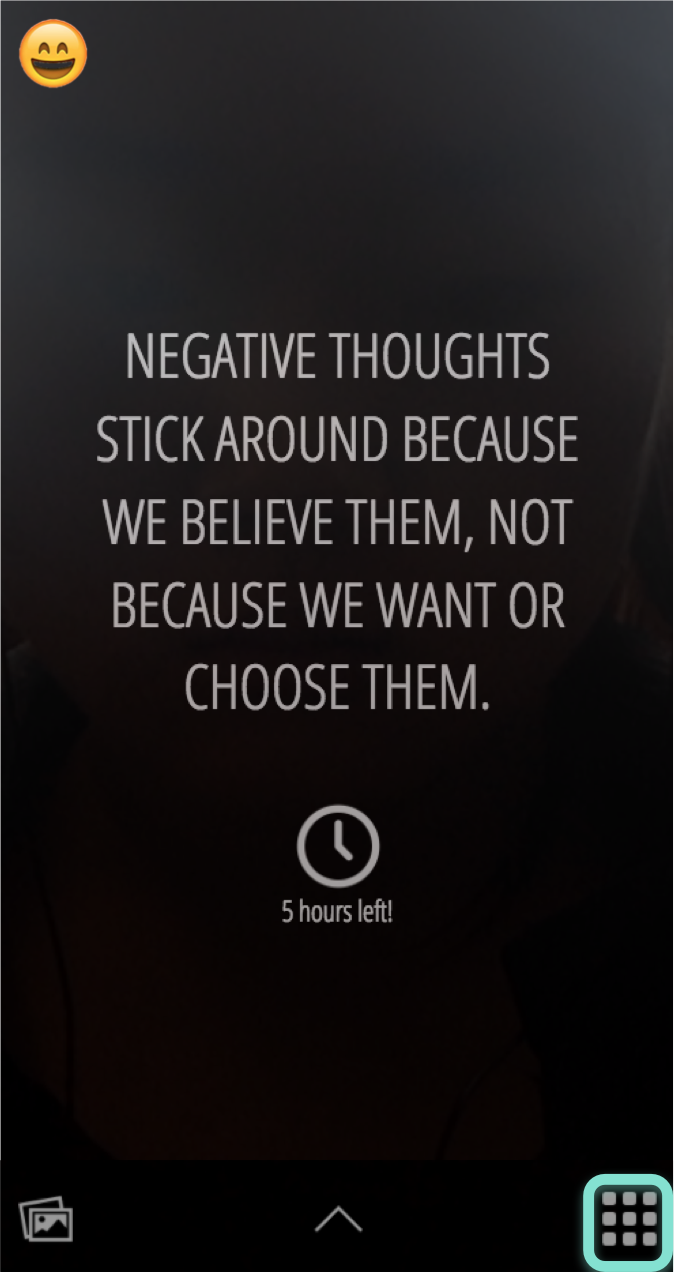 NEGATIVE THOUGHTS
STICK AROUND BECAUSE
WE BELIEVE THEM, NOT
BECAUSE WE WANT OR
CHOOSE THEM.
5 hours left!